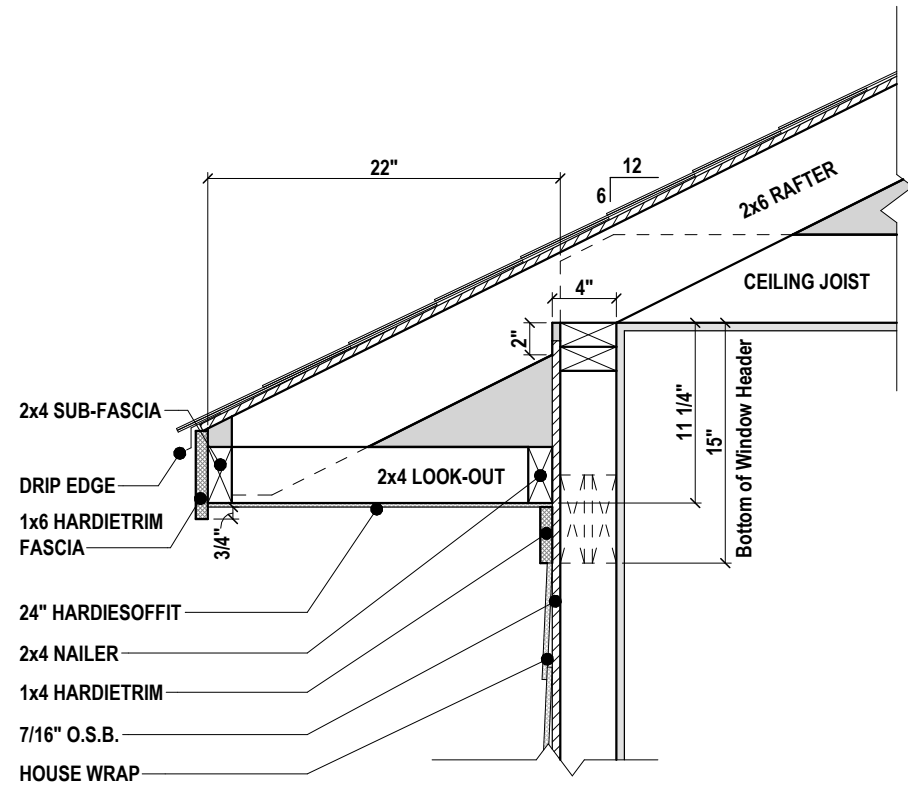 22"
12
6
2x6 RAFTER
CEILING JOIST
4"
2"
11 1/4"
15"
Bottom of Window Header
2x4 SUB-FASCIA
2x4 LOOK-OUT
DRIP EDGE
1x6 HARDIETRIM
FASCIA
3/4"
24" HARDIESOFFIT
2x4 NAILER
1x4 HARDIETRIM
7/16" O.S.B.
HOUSE WRAP